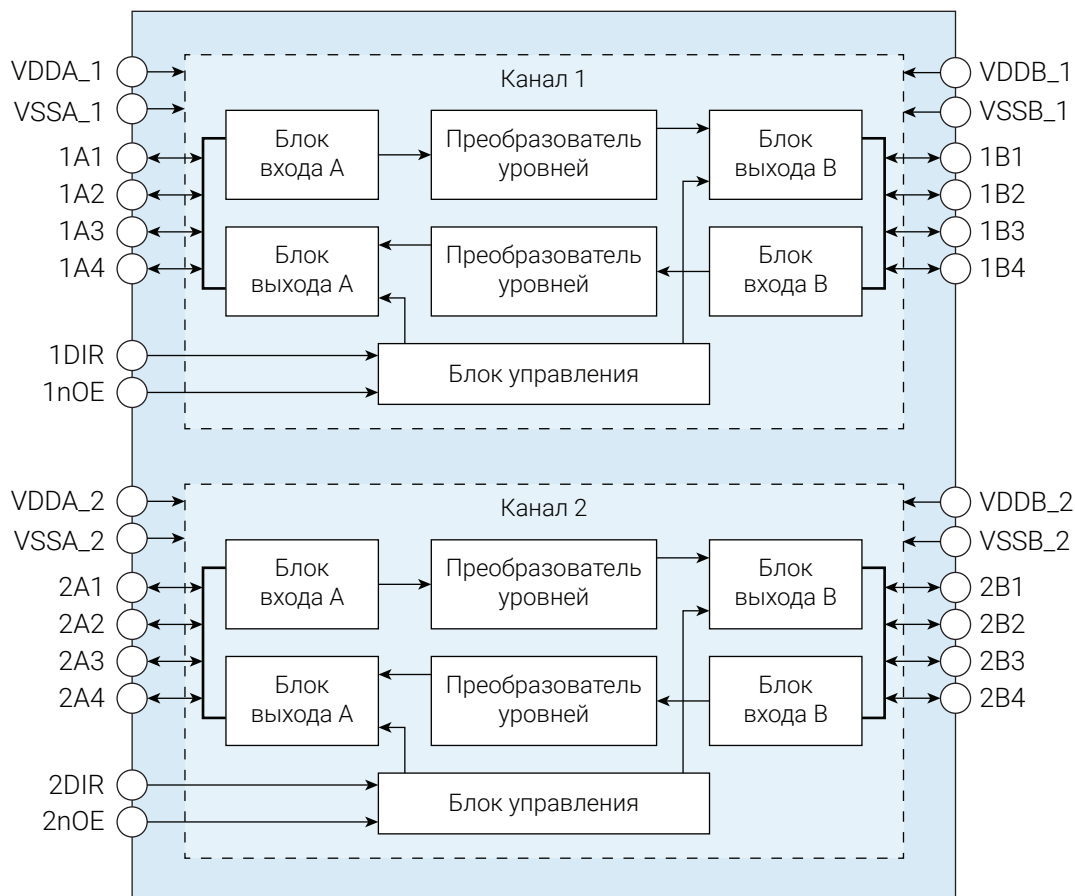 Канал 1
VDDA_1
VSSA_1
1A1
1A2
1A3
1A4
1DIR
1nOE
Блок
входа А
Преобразователь
уровней
Блок
выхода В
Блок
выхода А
Преобразователь
уровней
Блок
входа В
Блок управления
VDDB_1
VSSB_1
1B1
1B2
1B3
1B4
Канал 2
VDDA_2
VSSA_2
2A1
2A2
2A3
2A4
2DIR
2nOE
Блок
входа А
Преобразователь
уровней
Блок
выхода В
Блок
выхода А
Преобразователь
уровней
Блок
входа В
Блок управления
VDDB_2
VSSB_2
2B1
2B2
2B3
2B4